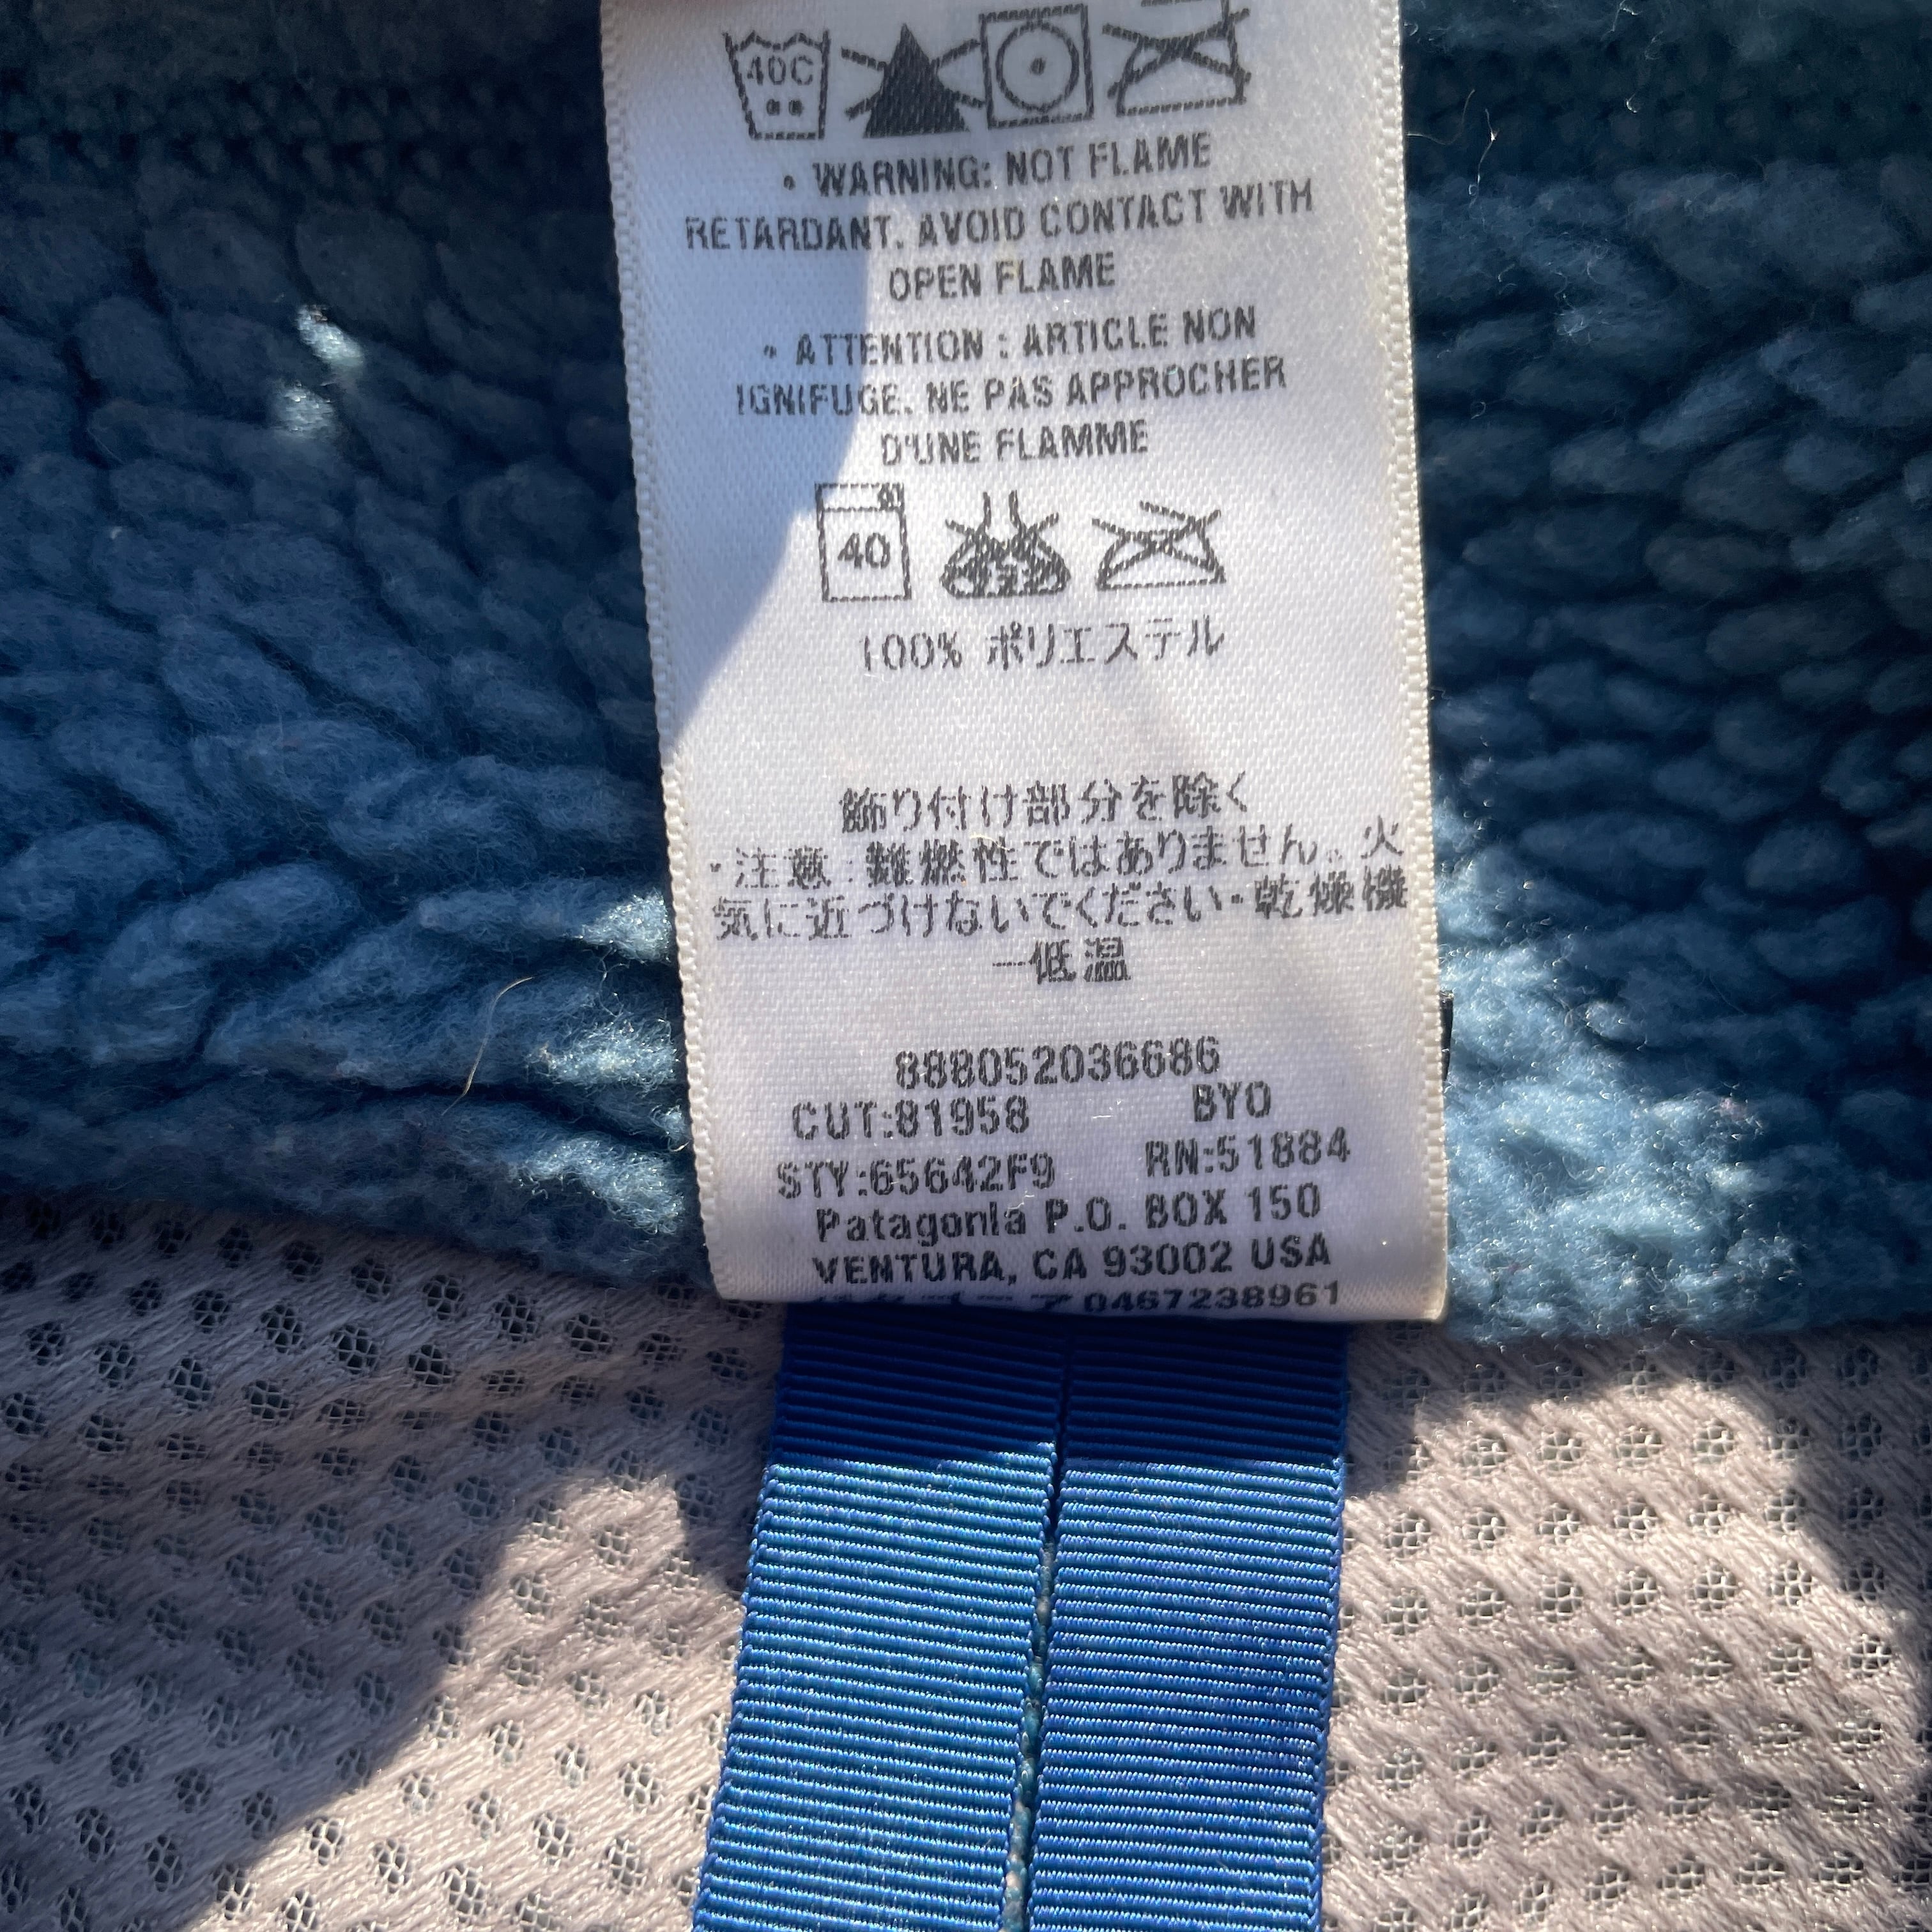 40C
• WARNING: NOT FLAME
RETARDANT. AVOID CONTACT WITH
OPEN FLAME
• ATTENTION : ARTICLE NON
IGNIFUGE. NE PAS APPROCHER
D'UNE FLAMME
40
100% ポリエステル
飾り付け部分を除く
・注意：難燃性ではありません。火
気に近づけないでください・乾燥機
ー低温
888052036686
CUT:81958 BYO
STY:65642F9 RN:51884
Patagonia P.O. BOX 150
VENTURA, CA 93002 USA
0467238961